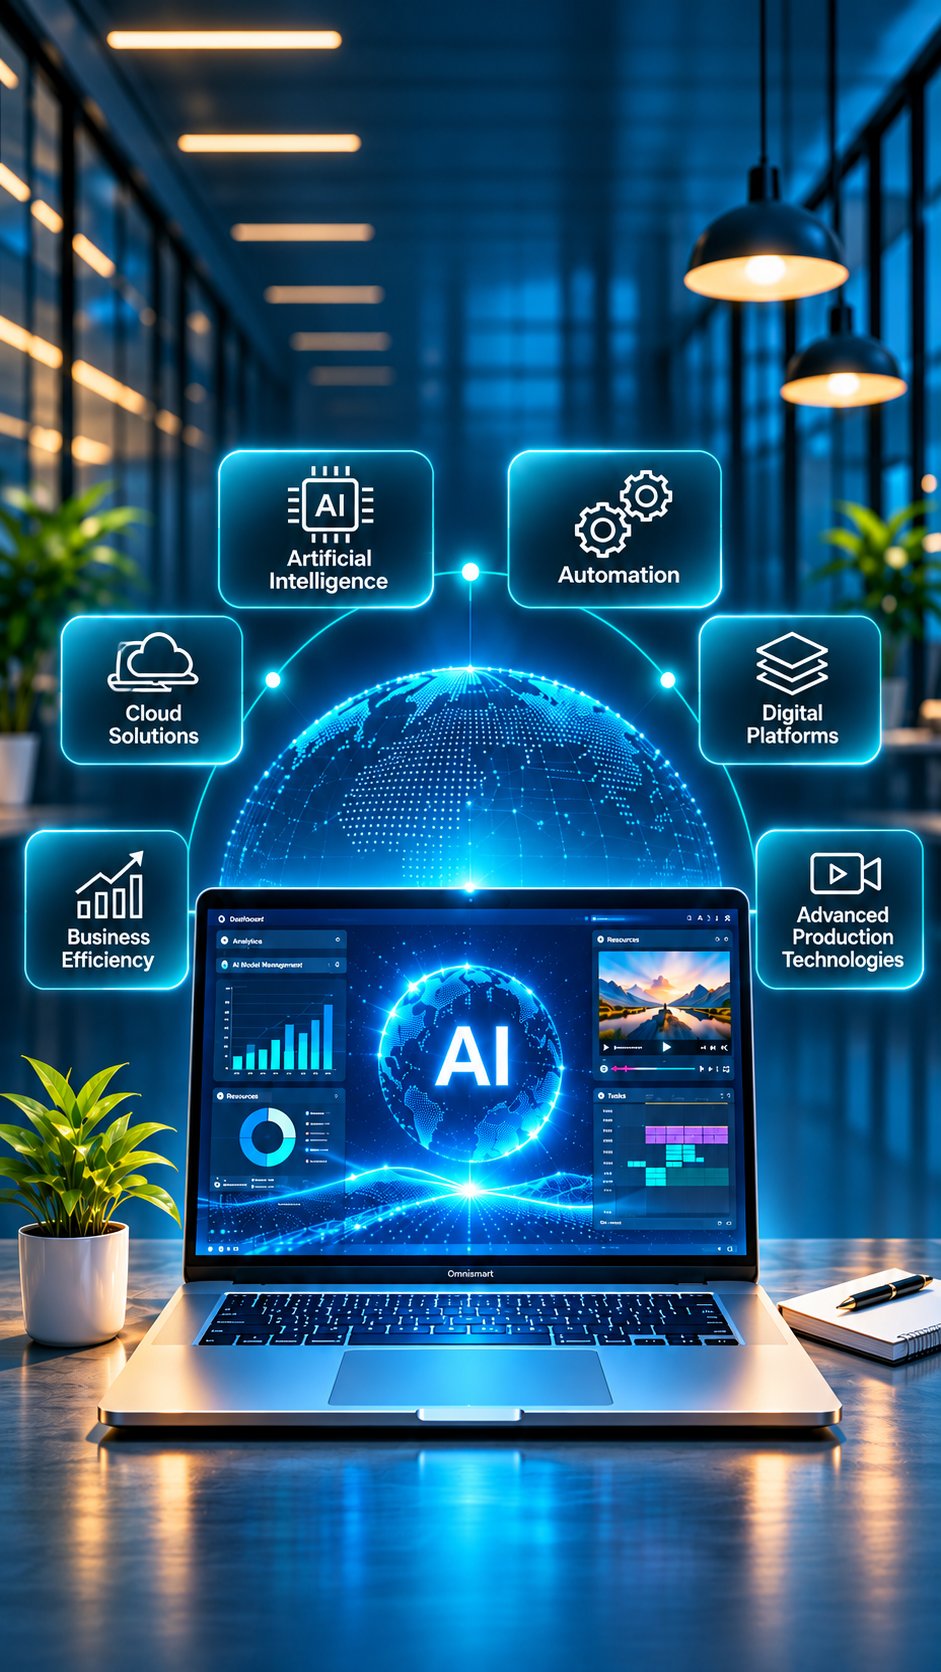 AI
Artificial
Intelligence
Automation
Cloud
Solutions
Digital
Platforms
Business
Efficiency
Advanced
Production
Technologies
Dashboard
Analytics
AI Model Management
Resources
Resources
Tasks
AI
Omnismart